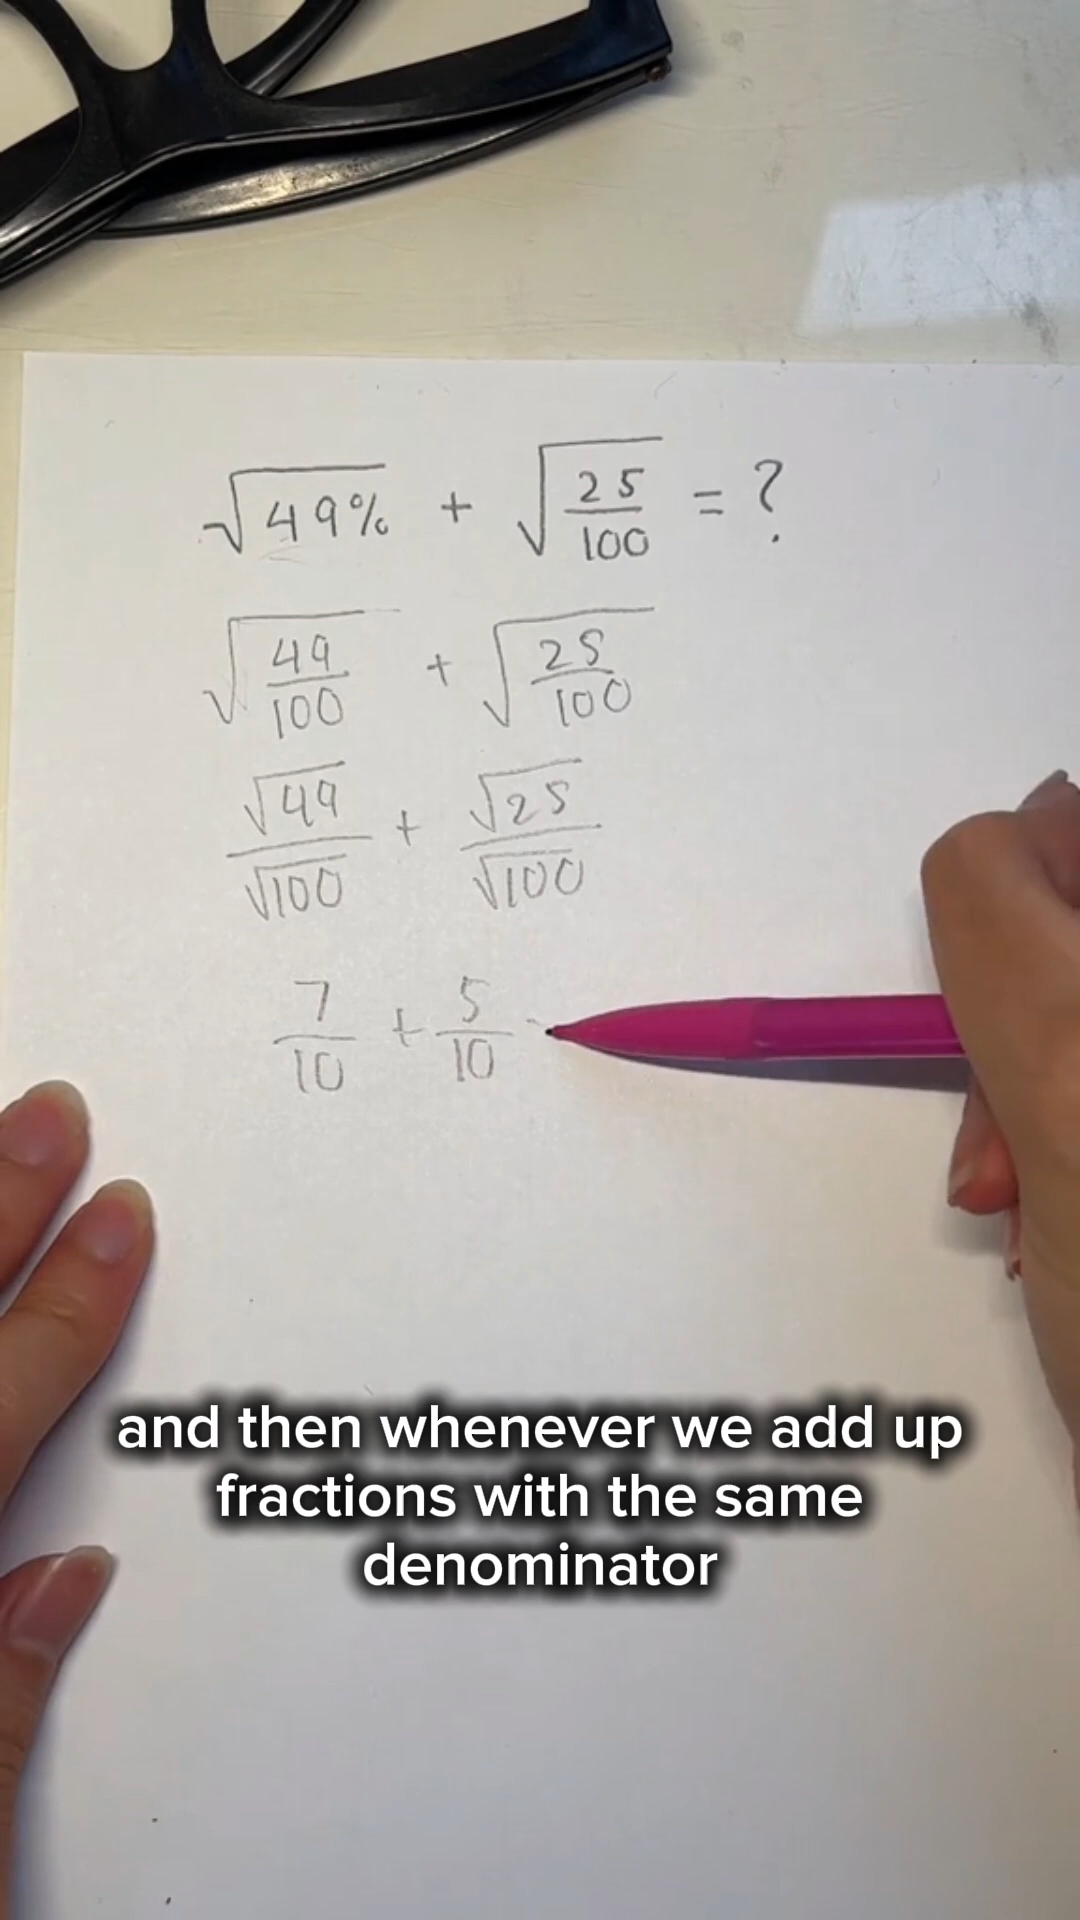 √49% + √25/100 = ?
√49/100 + √25/100
√49/√100 + √25/√100
7/10 + 5/10
and then whenever we add up
fractions with the same
denominator